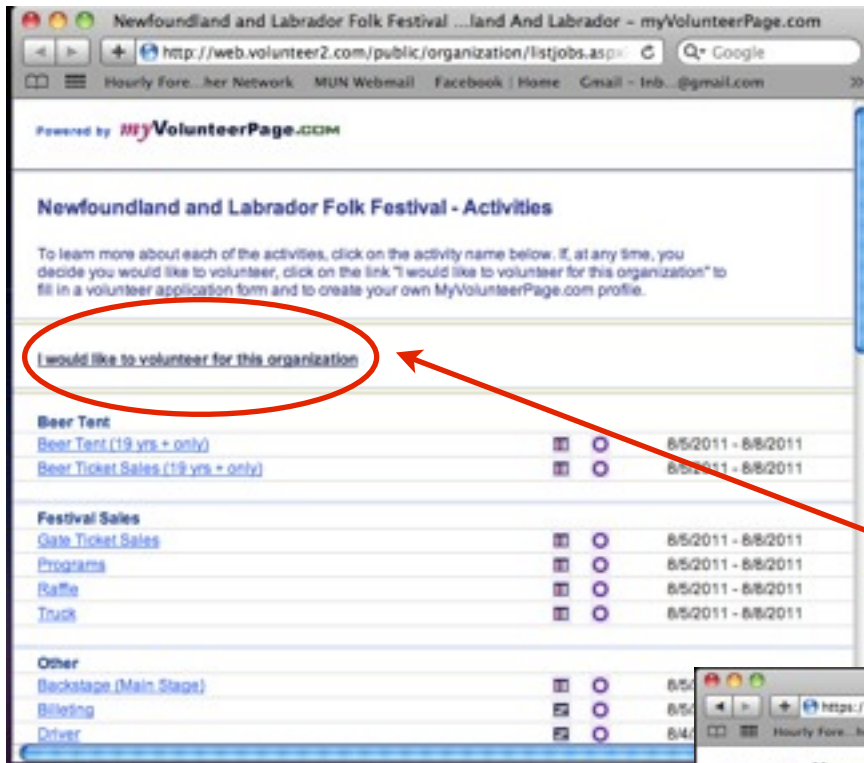 Newfoundland and Labrador Folk Festival ...land And Labrador – myVolunteerPage.com
http://web.volunteer2.com/public/organization/listjobs.aspx
Google
Hourly Fore...her Network MUN Webmail Facebook | Home Gmail – Inb...@gmail.com
Powered by myVolunteerPage.com
Newfoundland and Labrador Folk Festival - Activities
To learn more about each of the activities, click on the activity name below. If, at any time, you
decide you would like to volunteer, click on the link "I would like to volunteer for this organization" to
fill in a volunteer application form and to create your own MyVolunteerPage.com profile.
I would like to volunteer for this organization
Beer Tent
Beer Tent (19 yrs + only) 8/5/2011 - 8/8/2011
Beer Ticket Sales (19 yrs + only) 8/5/2011 - 8/8/2011
Festival Sales
Gate Ticket Sales 8/5/2011 - 8/8/2011
Programs 8/5/2011 - 8/8/2011
Raffle 8/5/2011 - 8/8/2011
Truck 8/5/2011 - 8/8/2011
Other
Backstage (Main Stage) 8/5/
Billeting 8/5/
Driver 8/4/
https:/
Hourly Fore...h